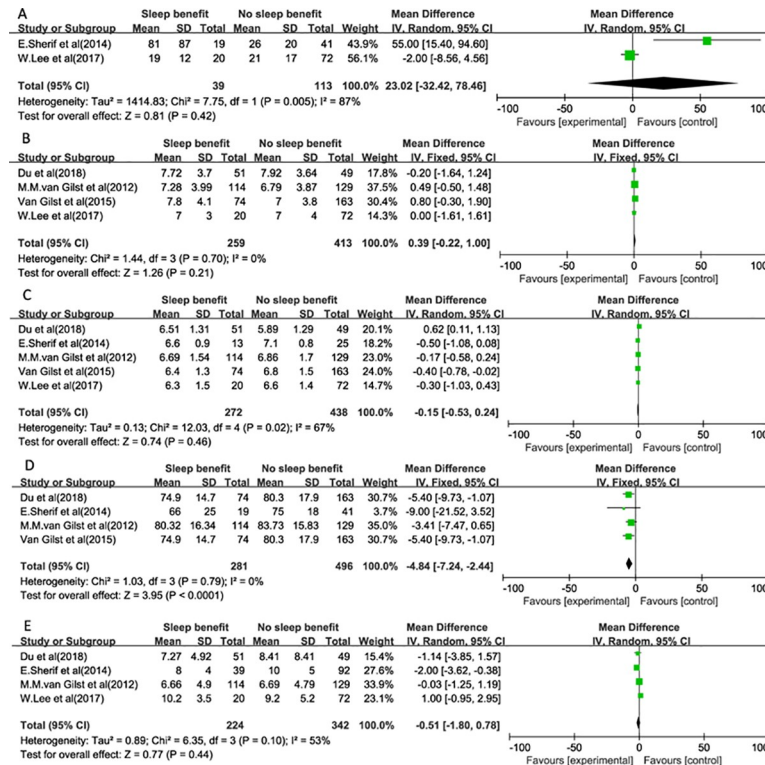 A
Sleep benefit No sleep benefit Mean Difference Mean Difference
Study or Subgroup Mean SD Total Mean SD Total Weight IV. Random. 95% CI IV. Random. 95% CI
E.Sherif et al(2014) 81 87 19 26 20 41 43.9% 55.00 [15.40, 94.60]
W.Lee et al(2017) 19 12 20 21 17 72 56.1% -2.00 [-8.56, 4.56]
Total (95% CI) 39 113 100.0% 23.02 [-32.42, 78.46]
Heterogeneity: Tau² = 1414.83; Chi² = 7.75, df = 1 (P = 0.005); I² = 87%
Test for overall effect: Z = 0.81 (P = 0.42)
-100 -50 0 50 100
Favours [experimental] Favours [control]
B
Sleep benefit No sleep benefit Mean Difference Mean Difference
Study or Subgroup Mean SD Total Mean SD Total Weight IV. Fixed. 95% CI IV. Fixed. 95% CI
Du et al(2018) 7.72 3.7 51 7.92 3.64 49 17.8% -0.20 [-1.64, 1.24]
M.M.van Gilst et al(2012) 7.28 3.99 114 6.79 3.87 129 38.0% 0.49 [-0.50, 1.48]
Van Gilst et al(2015) 7.8 4.1 74 7 3.8 163 29.9% 0.80 [-0.30, 1.90]
W.Lee et al(2017) 7 3 20 7 4 72 14.3% 0.00 [-1.61, 1.61]
Total (95% CI) 259 413 100.0% 0.39 [-0.22, 1.00]
Heterogeneity: Chi² = 1.44, df = 3 (P = 0.70); I² = 0%
Test for overall effect: Z = 1.26 (P = 0.21)
-100 -50 0 50 100
Favours [experimental] Favours [control]
C
Sleep benefit No sleep benefit Mean Difference Mean Difference
Study or Subgroup Mean SD Total Mean SD Total Weight IV. Random. 95% CI IV. Random. 95% CI
Du et al(2018) 6.51 1.31 51 5.89 1.29 49 20.1% 0.62 [0.11, 1.13]
E.Sherif et al(2014) 6.6 0.9 13 7.1 0.8 25 18.1% -0.50 [-1.08, 0.08]
M.M.van Gilst et al(2012) 6.69 1.54 114 6.86 1.7 129 23.0% -0.17 [-0.58, 0.24]
Van Gilst et al(2015) 6.4 1.3 74 6.8 1.5 163 24.0% -0.40 [-0.78, -0.02]
W.Lee et al(2017) 6.3 1.5 20 6.6 1.4 72 14.7% -0.30 [-1.03, 0.43]
Total (95% CI) 272 438 100.0% -0.15 [-0.53, 0.24]
Heterogeneity: Tau² = 0.13; Chi² = 12.03, df = 4 (P = 0.02); I² = 67%
Test for overall effect: Z = 0.74 (P = 0.46)
-100 -50 0 50 100
Favours [experimental] Favours [control]
D
Sleep benefit No sleep benefit Mean Difference Mean Difference
Study or Subgroup Mean SD Total Mean SD Total Weight IV. Fixed. 95% CI IV. Fixed. 95% CI
Du et al(2018) 74.9 14.7 74 80.3 17.9 163 30.7% -5.40 [-9.73, -1.07]
E.Sherif et al(2014) 66 25 19 75 18 41 3.7% -9.00 [-21.52, 3.52]
M.M.van Gilst et al(2012) 80.32 16.34 114 83.73 15.83 129 35.0% -3.41 [-7.47, 0.65]
Van Gilst et al(2015) 74.9 14.7 74 80.3 17.9 163 30.7% -5.40 [-9.73, -1.07]
Total (95% CI) 281 496 100.0% -4.84 [-7.24, -2.44]
Heterogeneity: Chi² = 1.03, df = 3 (P = 0.79); I² = 0%
Test for overall effect: Z = 3.95 (P < 0.0001)
-100 -50 0 50 100
Favours [experimental] Favours [control]
E
Sleep benefit No sleep benefit Mean Difference Mean Difference
Study or Subgroup Mean SD Total Mean SD Total Weight IV. Random. 95% CI IV. Random. 95% CI
Du et al(2018) 7.27 4.92 51 8.41 8.41 49 15.4% -1.14 [-3.85, 1.57]
E.Sherif et al(2014) 8 4 39 10 5 92 27.6% -2.00 [-3.62, -0.38]
M.M.van Gilst et al(2012) 6.66 4.9 114 6.69 4.79 129 33.9% -0.03 [-1.25, 1.19]
W.Lee et al(2017) 10.2 3.5 20 9.2 5.2 72 23.1% 1.00 [-0.95, 2.95]
Total (95% CI) 224 342 100.0% -0.51 [-1.80, 0.78]
Heterogeneity: Tau² = 0.89; Chi² = 6.35, df = 3 (P = 0.10); I² = 53%
Test for overall effect: Z = 0.77 (P = 0.44)
-100 -50 0 50 100
Favours [experimental] Favours [control]